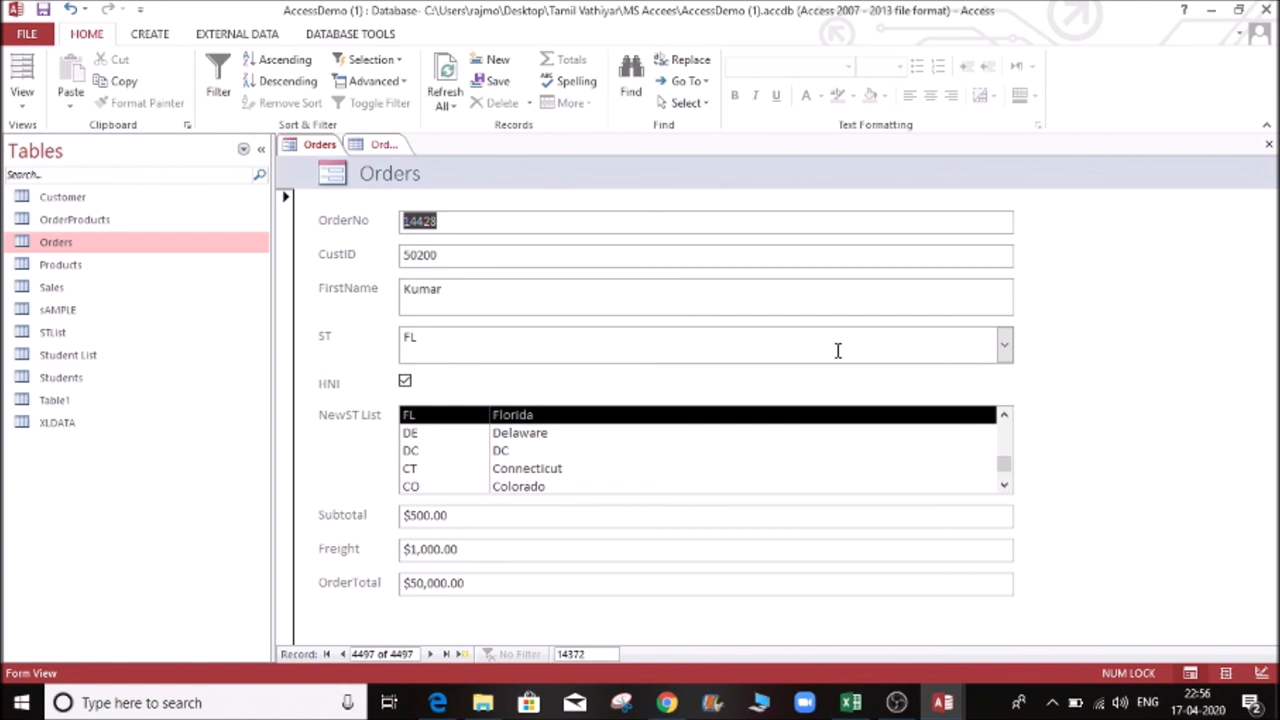 AccessDemo (1) : Database- C:\Users\rajmo\Desktop\Tamil Vathiyar\MS Accees\AccessDemo (1).accdb (Access 2007 - 2013 file format) - Access
FILE HOME CREATE EXTERNAL DATA DATABASE TOOLS
View
Views
Paste
Cut
Copy
Format Painter
Clipboard
Filter
Ascending
Descending
Remove Sort
Selection
Advanced
Toggle Filter
Sort & Filter
Refresh
All
New
Save
Delete
Totals
Spelling
More
Records
Find
Replace
Go To
Select
Find
B I U A
Text Formatting
Tables
Search...
Customer
OrderProducts
Orders
Products
Sales
sAMPLE
STList
Student List
Students
Table1
XLDATA
Orders Ord...
Orders
OrderNo 14428
CustID 50200
FirstName Kumar
ST FL
HNI
NewST List FL Florida
DE Delaware
DC DC
CT Connecticut
CO Colorado
Subtotal $500.00
Freight $1,000.00
OrderTotal $50,000.00
Record: 4497 of 4497 No Filter 14372
Form View NUM LOCK
Type here to search
ENG
22:56
17-04-2020
2